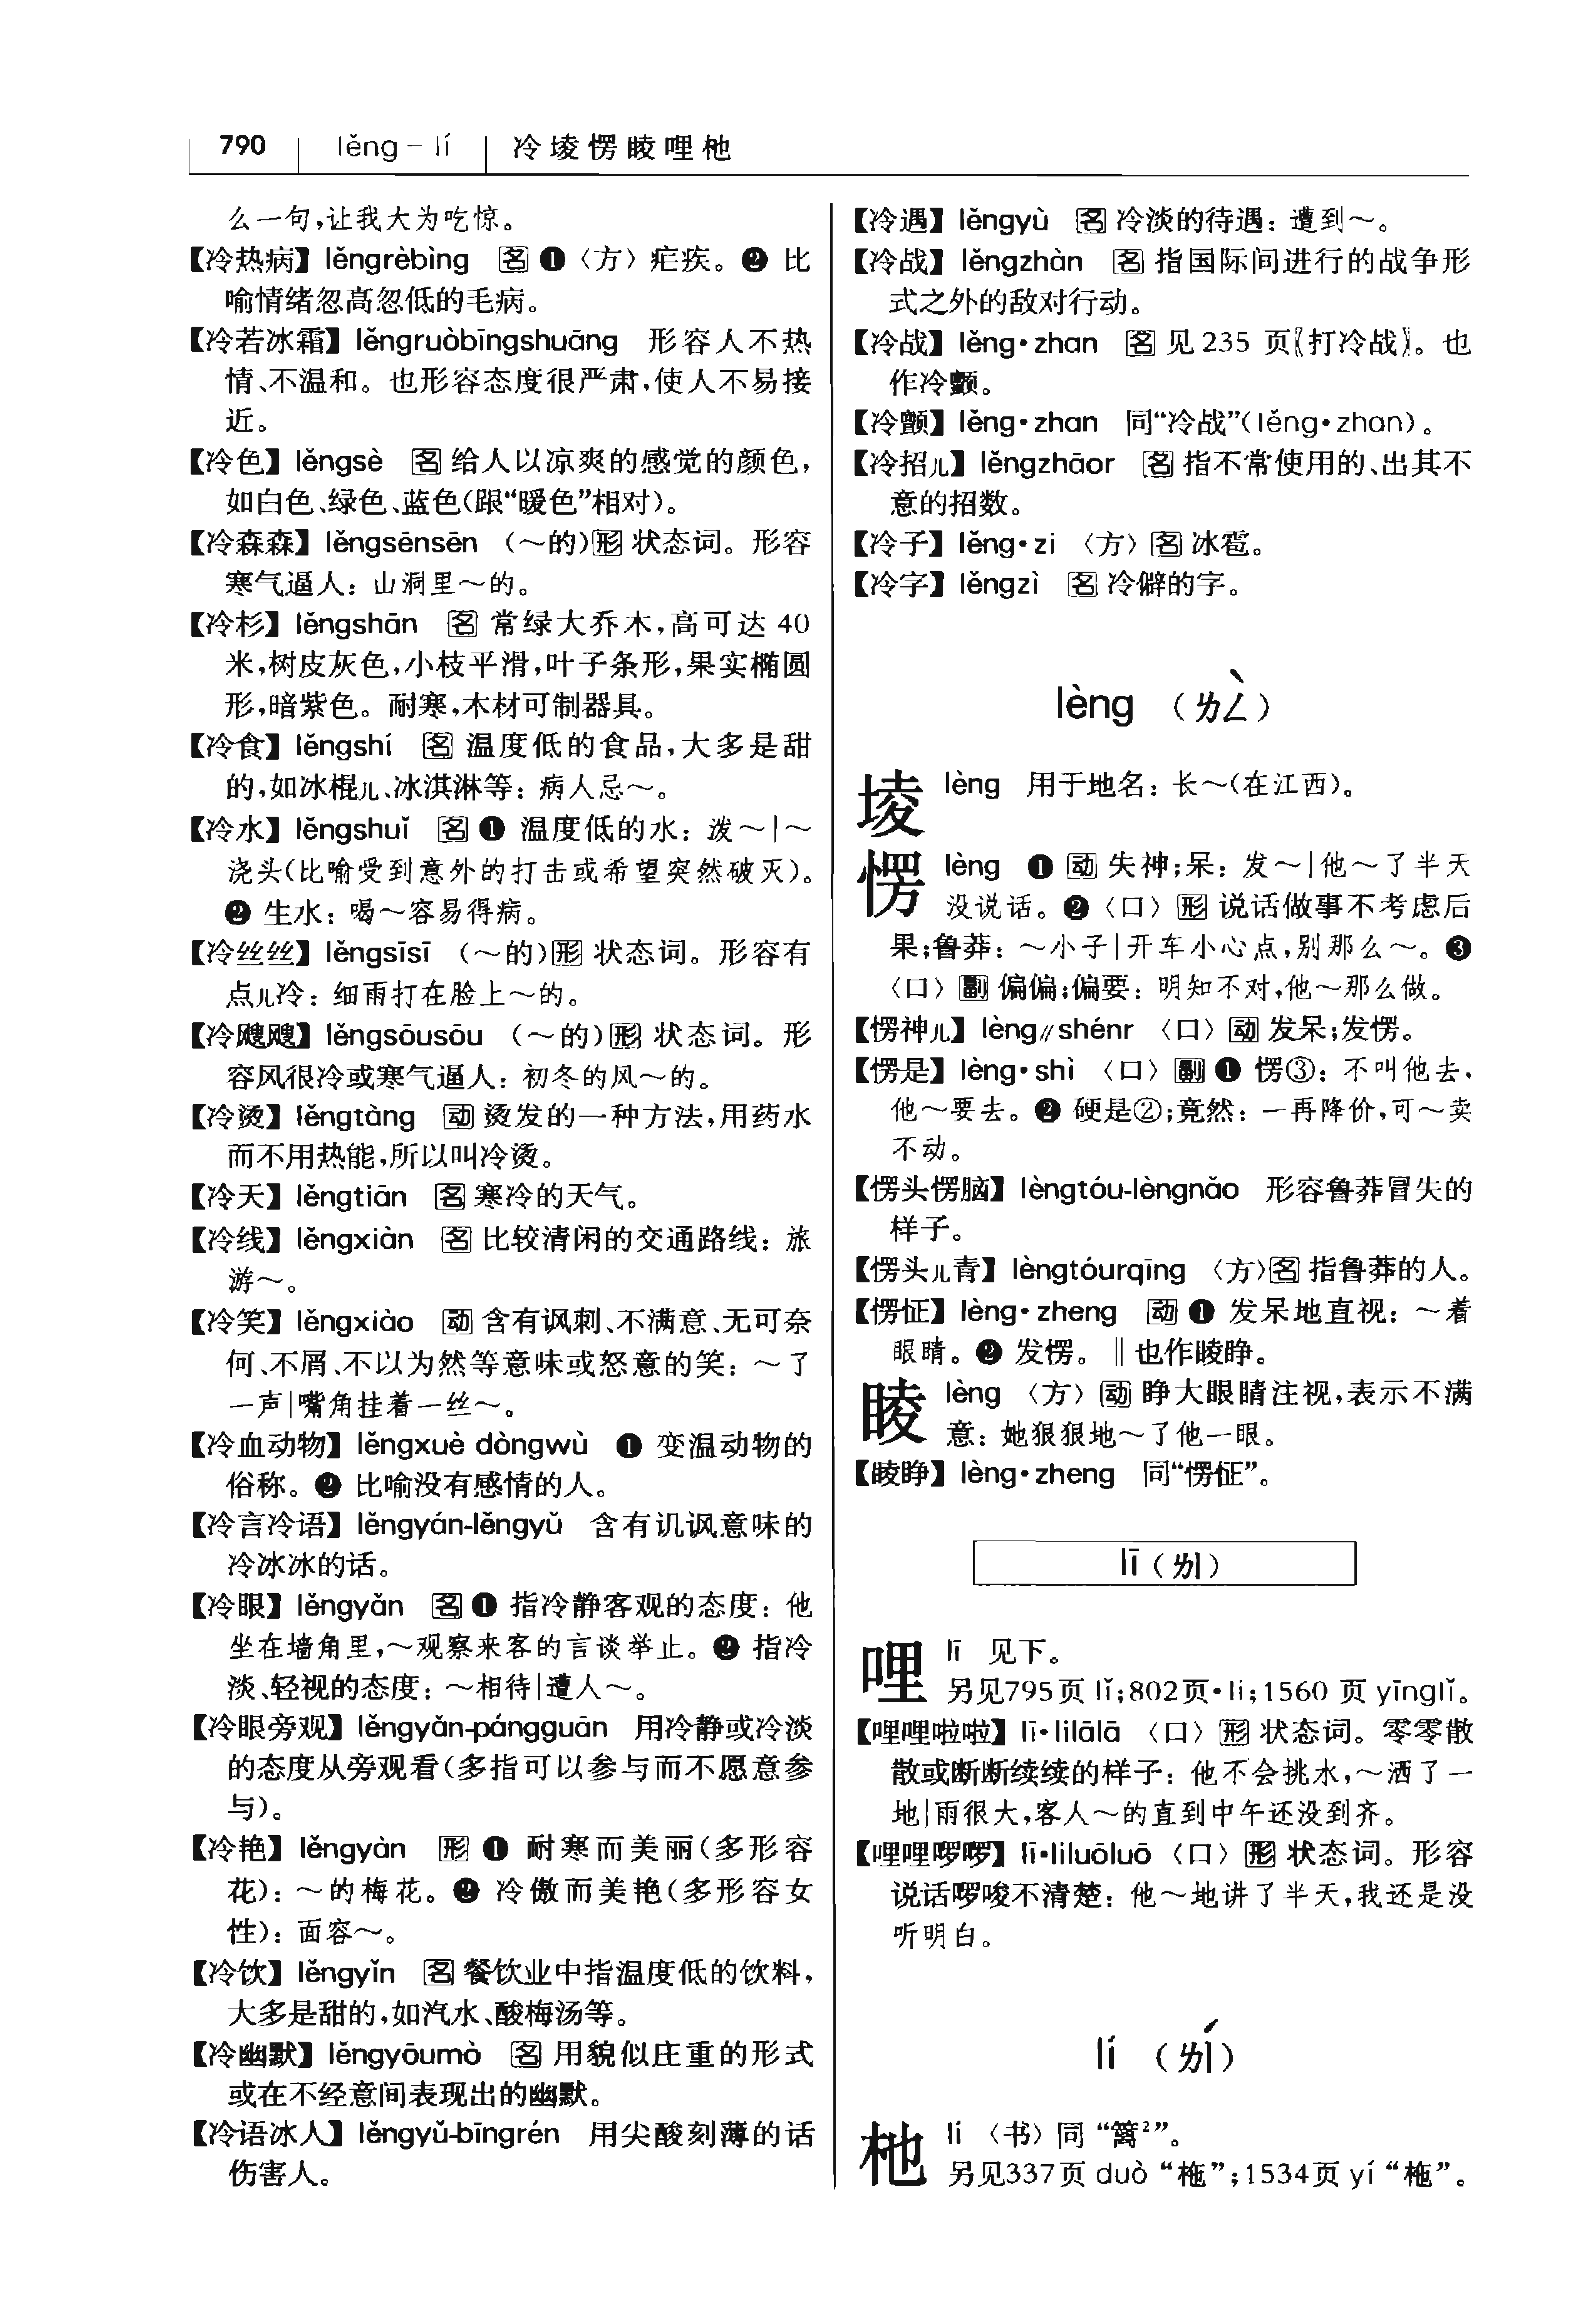 790 lěng－lí 冷堎愣睖哩杝
么一句，让我大为吃惊。
【冷热病】lěngrèbìng 名 ❶〈方〉疟疾。❷ 比
喻情绪忽高忽低的毛病。
【冷若冰霜】lěngruòbīngshuāng 形容人不热
情、不温和。也形容态度很严肃，使人不易接
近。
【冷色】lěngsè 名 给人以凉爽的感觉的颜色，
如白色、绿色、蓝色（跟“暖色”相对）。
【冷森森】lěngsēnsēn （～的）形 状态词。形容
寒气逼人：山洞里～的。
【冷杉】lěngshān 名 常绿大乔木，高可达 40
米，树皮灰色，小枝平滑，叶子条形，果实椭圆
形，暗紫色。耐寒，木材可制器具。
【冷食】lěngshí 名 温度低的食品，大多是甜
的，如冰棍儿、冰淇淋等：病人忌～。
【冷水】lěngshuǐ 名 ❶ 温度低的水：泼～|～
浇头（比喻受到意外的打击或希望突然破灭）。
❷ 生水：喝～容易得病。
【冷丝丝】lěngsīsī （～的）形 状态词。形容有
点儿冷：细雨打在脸上～的。
【冷飕飕】lěngsōusōu （～的）形 状态词。形
容风很冷或寒气逼人：初冬的风～的。
【冷烫】lěngtàng 动 烫发的一种方法，用药水
而不用热能，所以叫冷烫。
【冷天】lěngtiān 名 寒冷的天气。
【冷线】lěngxiàn 名 比较清闲的交通路线：旅
游～。
【冷笑】lěngxiào 动 含有讽刺、不满意、无可奈
何、不屑、不以为然等意味或怒意的笑：～了
一声|嘴角挂着一丝～。
【冷血动物】lěngxuè dòngwù ❶ 变温动物的
俗称。❷ 比喻没有感情的人。
【冷言冷语】lěngyán-lěngyǔ 含有讥讽意味的
冷冰冰的话。
【冷眼】lěngyǎn 名 ❶ 指冷静客观的态度：他
坐在墙角里，～观察来客的言谈举止。❷ 指冷
淡、轻视的态度：～相待|遭人～。
【冷眼旁观】lěngyǎn-pángguān 用冷静或冷淡
的态度从旁观看（多指可以参与而不愿意参
与）。
【冷艳】lěngyàn 形 ❶ 耐寒而美丽（多形容
花）：～的梅花。❷ 冷傲而美艳（多形容女
性）：面容～。
【冷饮】lěngyǐn 名 餐饮业中指温度低的饮料，
大多是甜的，如汽水、酸梅汤等。
【冷幽默】lěngyōumò 名 用貌似庄重的形式
或在不经意间表现出的幽默。
【冷语冰人】lěngyǔ-bīngrén 用尖酸刻薄的话
伤害人。
【冷遇】lěngyù 名 冷淡的待遇：遭到～。
【冷战】lěngzhàn 名 指国际间进行的战争形
式之外的敌对行动。
【冷战】lěng·zhan 名 见 235 页〖打冷战〗。也
作冷颤。
【冷颤】lěng·zhan 同“冷战”（lěng·zhan）。
【冷招儿】lěngzhāor 名 指不常使用的、出其不
意的招数。
【冷子】lěng·zi 〈方〉名 冰雹。
【冷字】lěngzì 名 冷僻的字。
lèng （ㄌㄥˋ）
堎 lèng 用于地名：长～（在江西）。
愣 lèng ❶ 动 失神；呆：发～|他～了半天
没说话。❷〈口〉形 说话做事不考虑后
果；鲁莽：～小子|开车小心点，别那么～。❸
〈口〉副 偏偏；偏要：明知不对，他～那么做。
【愣神儿】lèng∥shénr 〈口〉动 发呆；发愣。
【愣是】lèng·shì 〈口〉副 ❶ 愣③：不叫他去，
他～要去。❷ 硬是②；竟然：一再降价，可～卖
不动。
【愣头愣脑】lèngtóu-lèngnǎo 形容鲁莽冒失的
样子。
【愣头儿青】lèngtóurqīng 〈方〉名 指鲁莽的人。
【愣怔】lèng·zheng 动 ❶ 发呆地直视：～着
眼睛。❷ 发愣。‖也作睖睁。
睖 lèng 〈方〉动 睁大眼睛注视，表示不满
意：她狠狠地～了他一眼。
【睖睁】lèng·zheng 同“愣怔”。
lī（ㄌㄧ）
哩 lī 见下。
另见795页 lǐ；802页·li；1560 页 yīnglǐ。
【哩哩啦啦】lī·lilālā 〈口〉形 状态词。零零散
散或断断续续的样子：他不会挑水，～洒了一
地|雨很大，客人～的直到中午还没到齐。
【哩哩啰啰】lī·liluōluō〈口〉形 状态词。形容
说话啰唆不清楚：他～地讲了半天，我还是没
听明白。
lí （ㄌㄧˊ）
杝 lí 〈书〉同“篱²”。
另见337页 duò“柂”；1534页 yí“柂”。